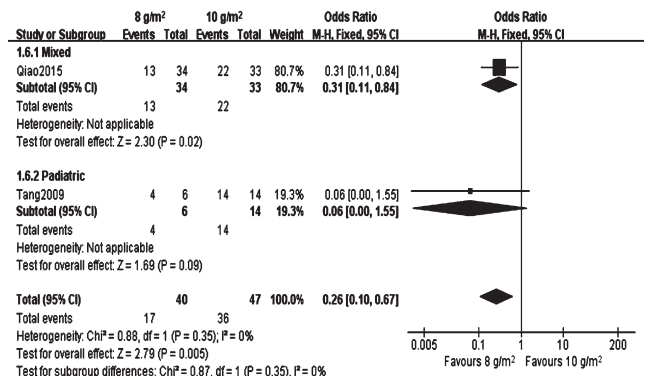 8 g/m² 10 g/m² Odds Ratio Odds Ratio
Study or Subgroup Events Total Events Total Weight M-H, Fixed, 95% CI M-H, Fixed, 95% CI
1.6.1 Mixed
Qiao2015 13 34 22 33 80.7% 0.31 [0.11, 0.84]
Subtotal (95% CI) 34 33 80.7% 0.31 [0.11, 0.84]
Total events 13 22
Heterogeneity: Not applicable
Test for overall effect: Z = 2.30 (P = 0.02)
1.6.2 Padiatric
Tang2009 4 6 14 14 19.3% 0.06 [0.00, 1.55]
Subtotal (95% CI) 6 14 19.3% 0.06 [0.00, 1.55]
Total events 4 14
Heterogeneity: Not applicable
Test for overall effect: Z = 1.69 (P = 0.09)
Total (95% CI) 40 47 100.0% 0.26 [0.10, 0.67]
Total events 17 36
Heterogeneity: Chi² = 0.88, df = 1 (P = 0.35); I² = 0%
Test for overall effect: Z = 2.79 (P = 0.005)
Test for subgroup differences: Chi² = 0.87, df = 1 (P = 0.35), I² = 0%
0.005 0.1 1 10 200
Favours 8 g/m² Favours 10 g/m²